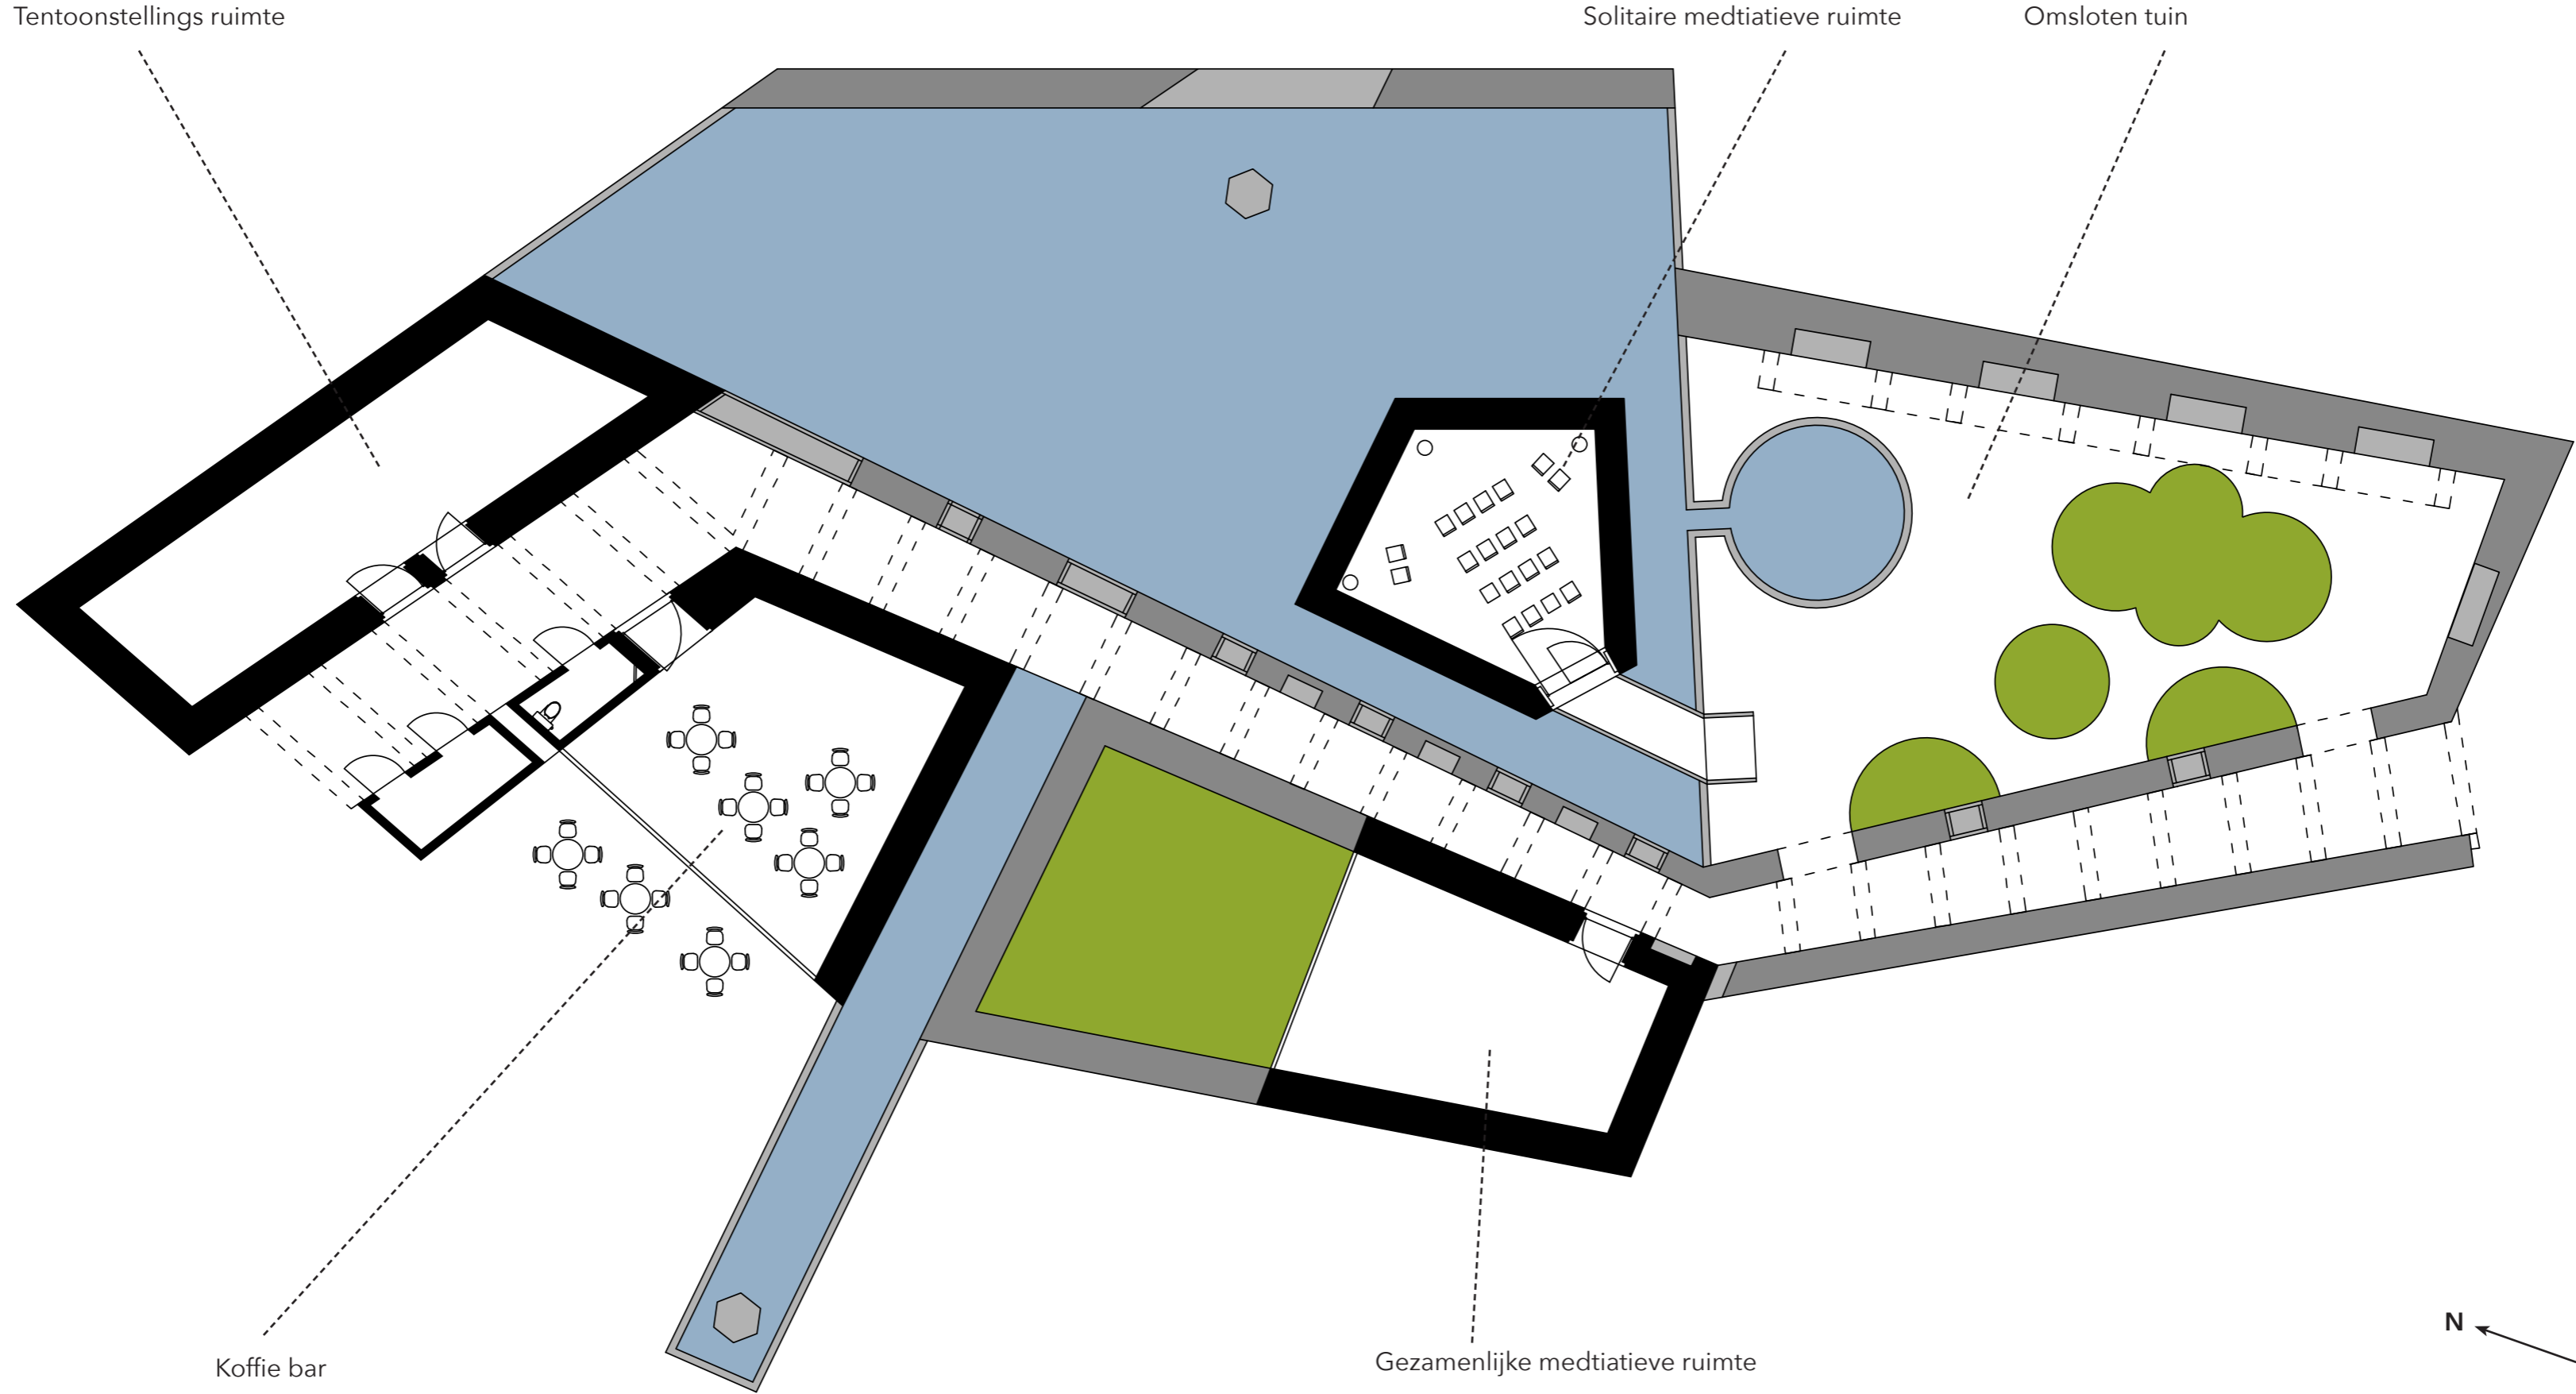 Tentoonstellings ruimte
Solitaire medtiatieve ruimte
Omsloten tuin
N
Koffie bar
Gezamenlijke medtiatieve ruimte